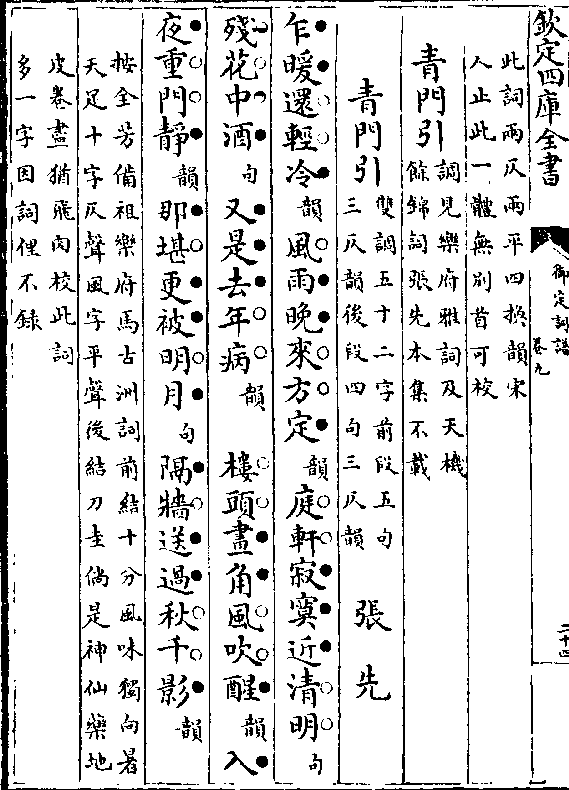 欽定四庫全書
御定詞譜
卷九
二十四
此詞兩仄兩平四換韻宋
人止此一體無別首可校
青門引
調見樂府雅詞及天機
餘錦詞張先本集不載
青門引
雙調五十二字前段五句
三仄韻後段四句三仄韻
張先
乍暖還輕冷韻風雨晚來方定韻庭軒寂寞近清明句
殘花中酒句又是去年病韻 樓頭畫角風吹醒韻入
夜重門靜韻那堪更被明月句隔牆送過秋千影韻
按全芳備祖樂府馬古洲詞前結十分風味獨向暑
天足十字仄聲風字平聲後結刀圭倘是神仙藥地
皮卷盡猶飛肉校此詞
多一字因詞俚不錄